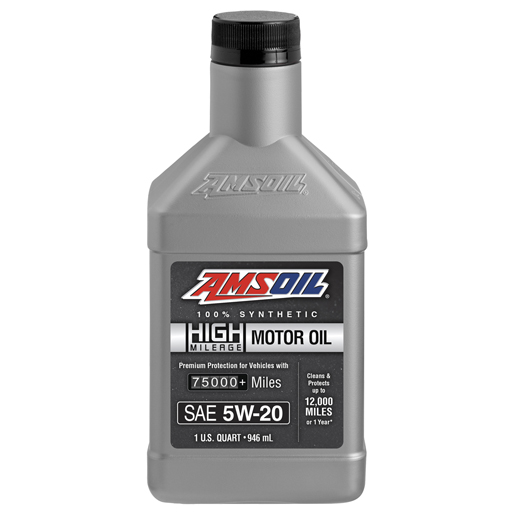 AMSOIL
AMSOIL®
100% SYNTHETIC
HIGH MILEAGE MOTOR OIL
Premium Protection for Vehicles with
75000+ Miles
SAE 5W-20
Cleans &
Protects
up to
12,000
MILES
or 1 Year*
1 U.S. QUART • 946 mL